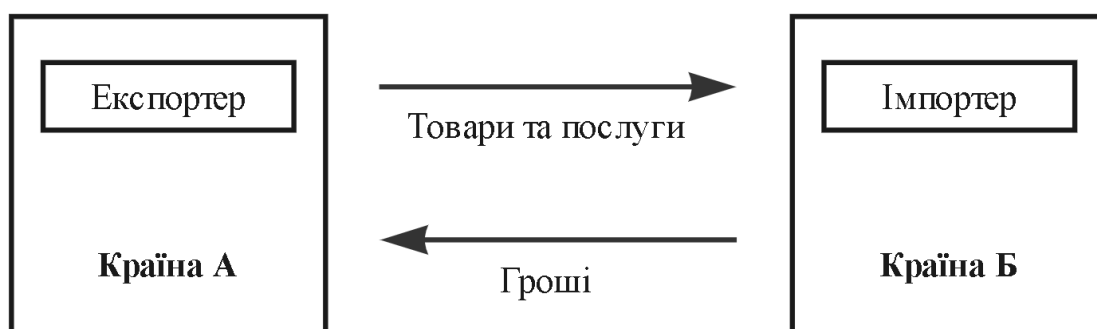 Експортер
Товари та послуги
Імпортер
Країна А
Гроші
Країна Б